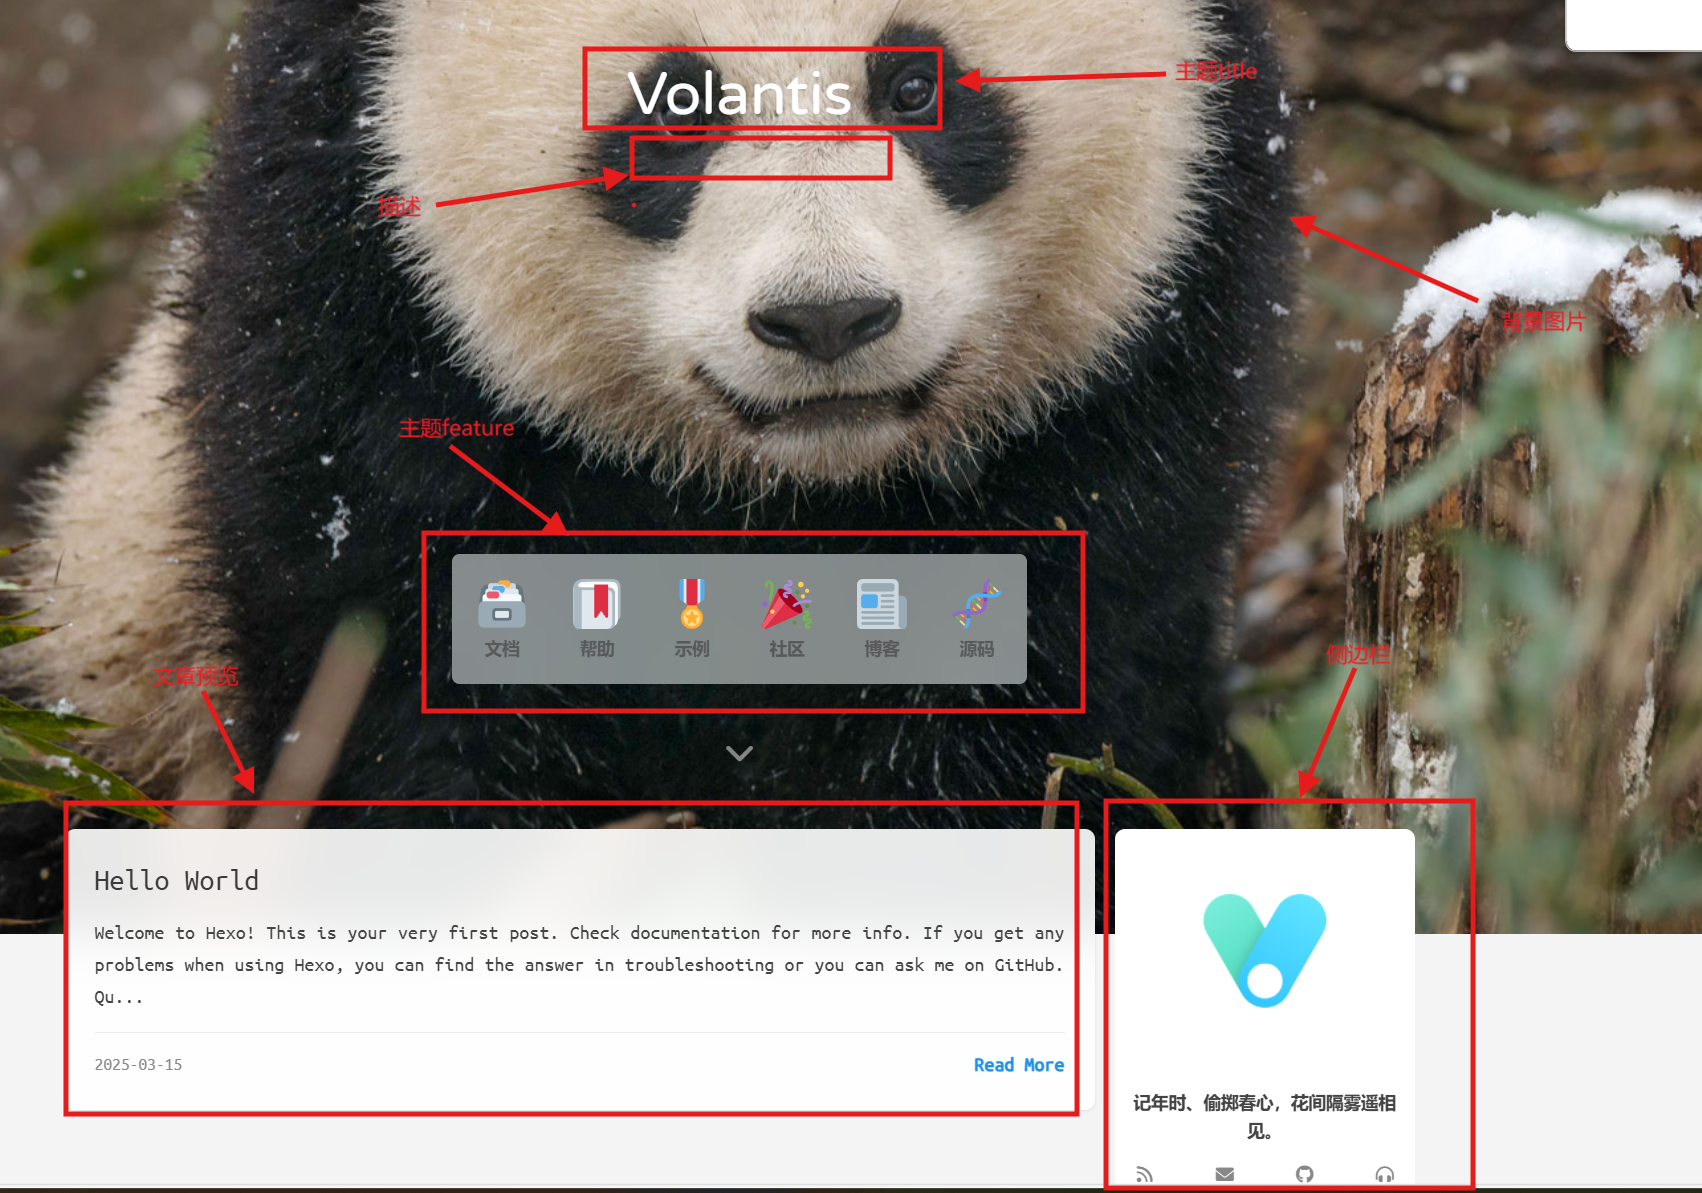 Volantis
主题title
描述
背景图片
主题feature
文档 帮助 示例 社区 博客 源码
文章预览
侧边栏
Hello World
Welcome to Hexo! This is your very first post. Check documentation for more info. If you get any
problems when using Hexo, you can find the answer in troubleshooting or you can ask me on GitHub.
Qu...
2025-03-15
Read More
记年时、偷掷春心，花间隔雾遥相
见。